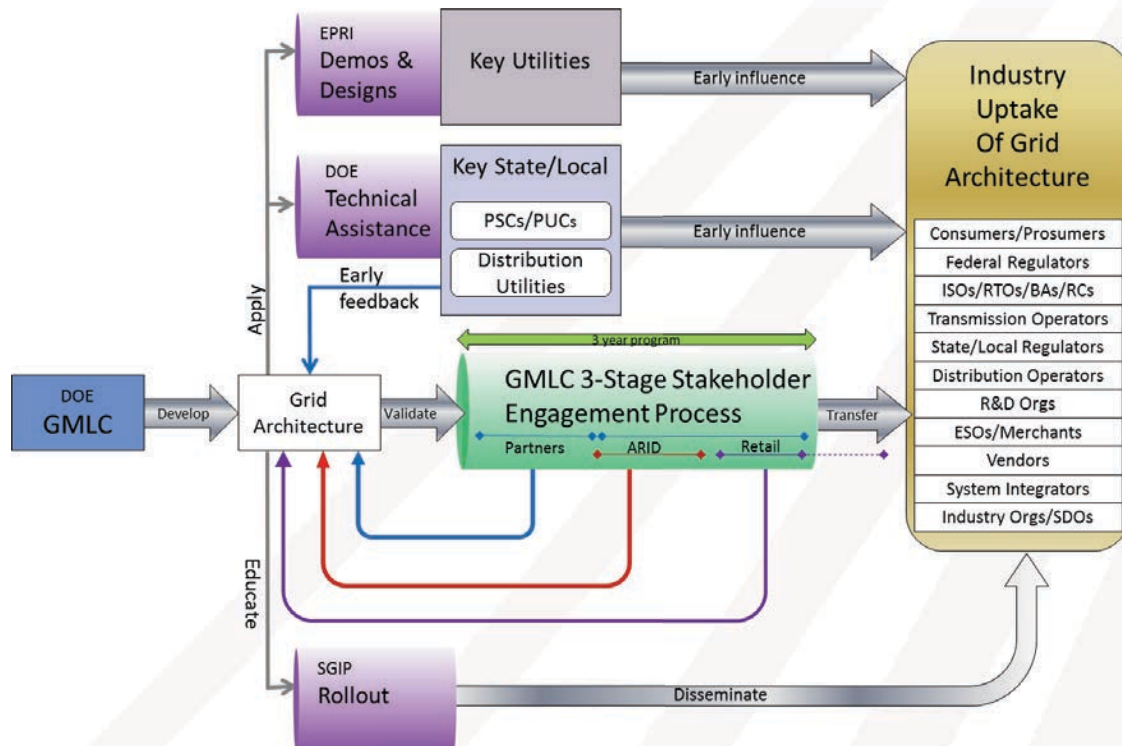 EPRI
Demos &
Designs
Key Utilities
Early influence
Industry
Uptake
Of Grid
Architecture
DOE
Technical
Assistance
Key State/Local
PSCs/PUCs
Distribution
Utilities
Early influence
Consumers/Prosumers
Federal Regulators
ISOs/RTOs/BAs/RCs
Transmission Operators
State/Local Regulators
Distribution Operators
R&D Orgs
ESOs/Merchants
Vendors
System Integrators
Industry Orgs/SDOs
Early
feedback
Apply
3 year program
DOE
GMLC
Develop
Grid
Architecture
Validate
GMLC 3-Stage Stakeholder
Engagement Process
Partners
ARID
Retail
Transfer
Educate
SGIP
Rollout
Disseminate